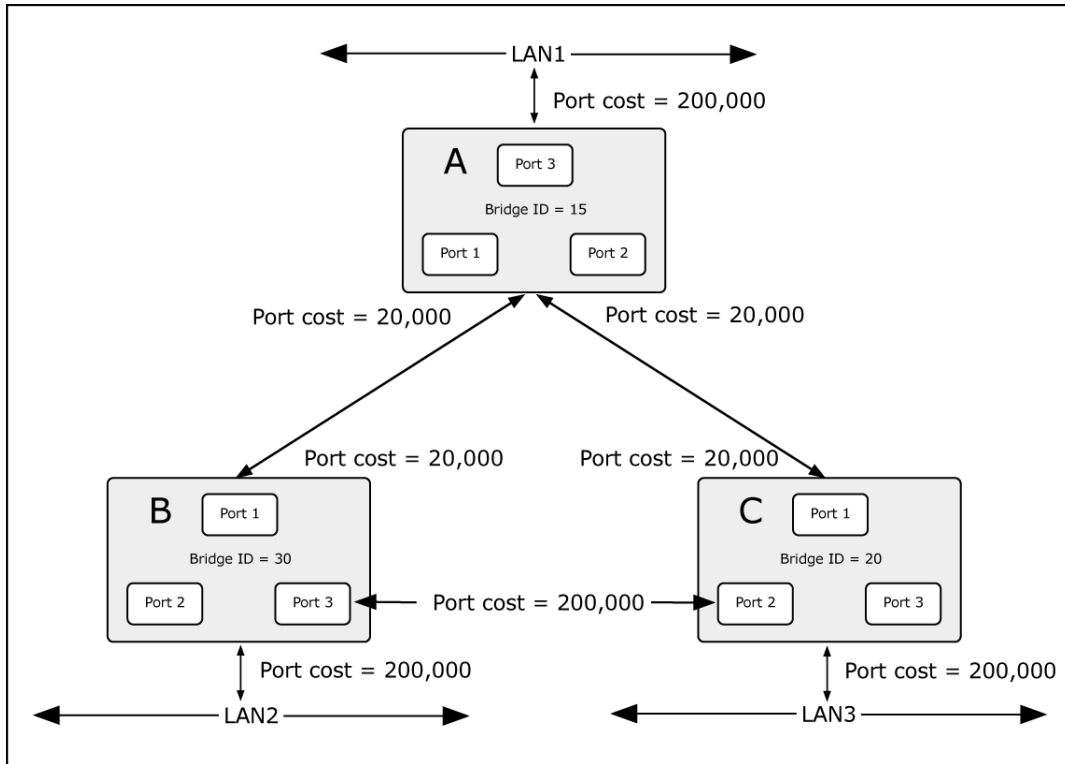 LAN1
Port cost = 200,000
A
Port 3
Bridge ID = 15
Port 1
Port 2
Port cost = 20,000
Port cost = 20,000
Port cost = 20,000
Port cost = 20,000
B
Port 1
Bridge ID = 30
Port 2
Port 3
C
Port 1
Bridge ID = 20
Port 2
Port 3
Port cost = 200,000
Port cost = 200,000
LAN2
Port cost = 200,000
LAN3